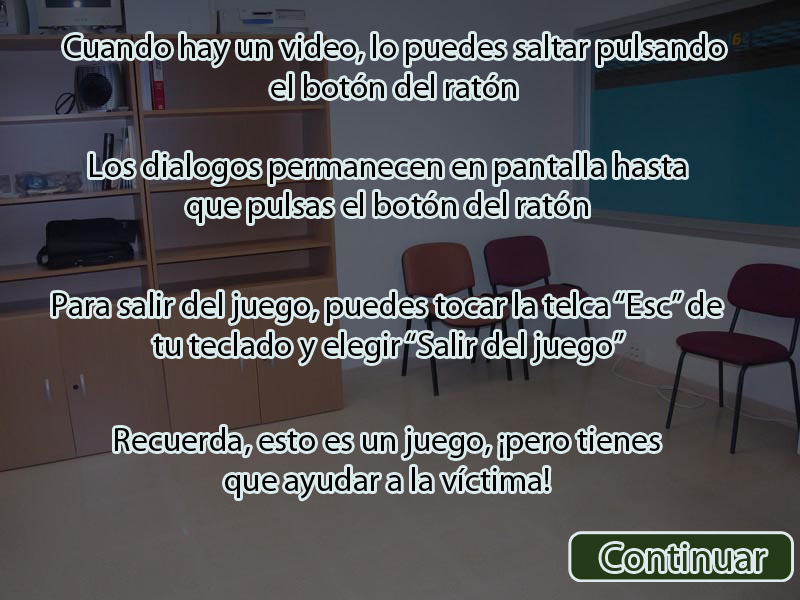 Cuando hay un video, lo puedes saltar pulsando
el botón del ratón
Los dialogos permanecen en pantalla hasta
que pulsas el botón del ratón
Para salir del juego, puedes tocar la telca “Esc” de
tu teclado y elegir “Salir del juego”
Recuerda, esto es un juego, ¡pero tienes
que ayudar a la víctima!
Continuar